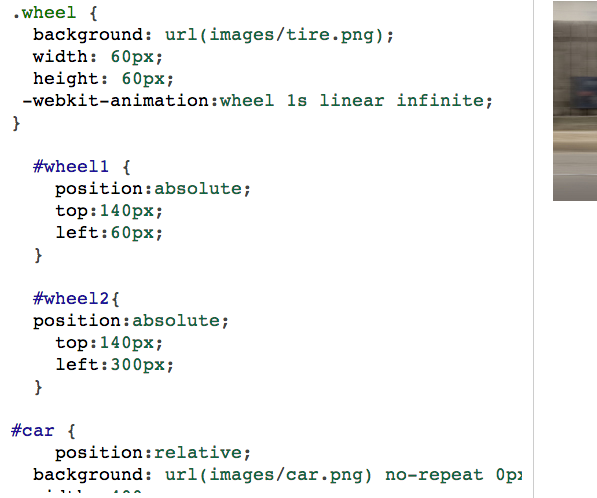 .wheel {
background: url(images/tire.png);
width: 60px;
height: 60px;
-webkit-animation:wheel 1s linear infinite;
}
#wheel1 {
position:absolute;
top:140px;
left:60px;
}
#wheel2{
position:absolute;
top:140px;
left:300px;
}
#car {
position:relative;
background: url(images/car.png) no-repeat 0px